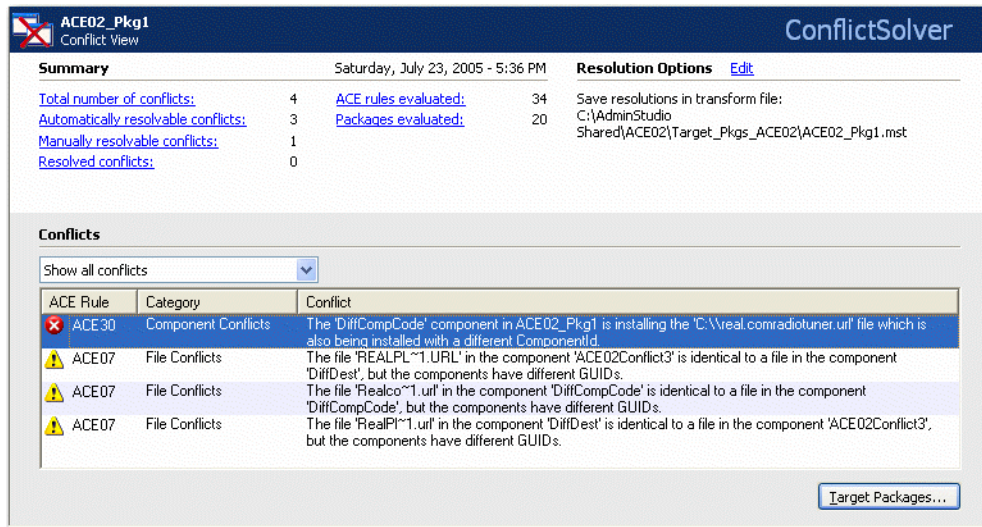 ACE02_Pkg1
Conflict View
ConflictSolver
Summary
Saturday, July 23, 2005 - 5:36 PM
Total number of conflicts: 4
Automatically resolvable conflicts: 3
Manually resolvable conflicts: 1
Resolved conflicts: 0
ACE rules evaluated: 34
Packages evaluated: 20
Resolution Options Edit
Save resolutions in transform file:
C:\AdminStudio
Shared\ACE02\Target_Pkgs_ACE02\ACE02_Pkg1.mst
Conflicts
Show all conflicts
ACE Rule Category Conflict
ACE30 Component Conflicts The 'DiffCompCode' component in ACE02_Pkg1 is installing the 'C:\\real.comradiotuner.url' file which is
also being installed with a different ComponentId.
ACE07 File Conflicts The file 'REALPL~1.URL' in the component 'ACE02Conflict3' is identical to a file in the component
'DiffDest', but the components have different GUIDs.
ACE07 File Conflicts The file 'Realco~1.url' in the component 'DiffCompCode' is identical to a file in the component
'DiffCompCode', but the components have different GUIDs.
ACE07 File Conflicts The file 'RealPl~1.url' in the component 'DiffDest' is identical to a file in the component 'ACE02Conflict3',
but the components have different GUIDs.
Target Packages...